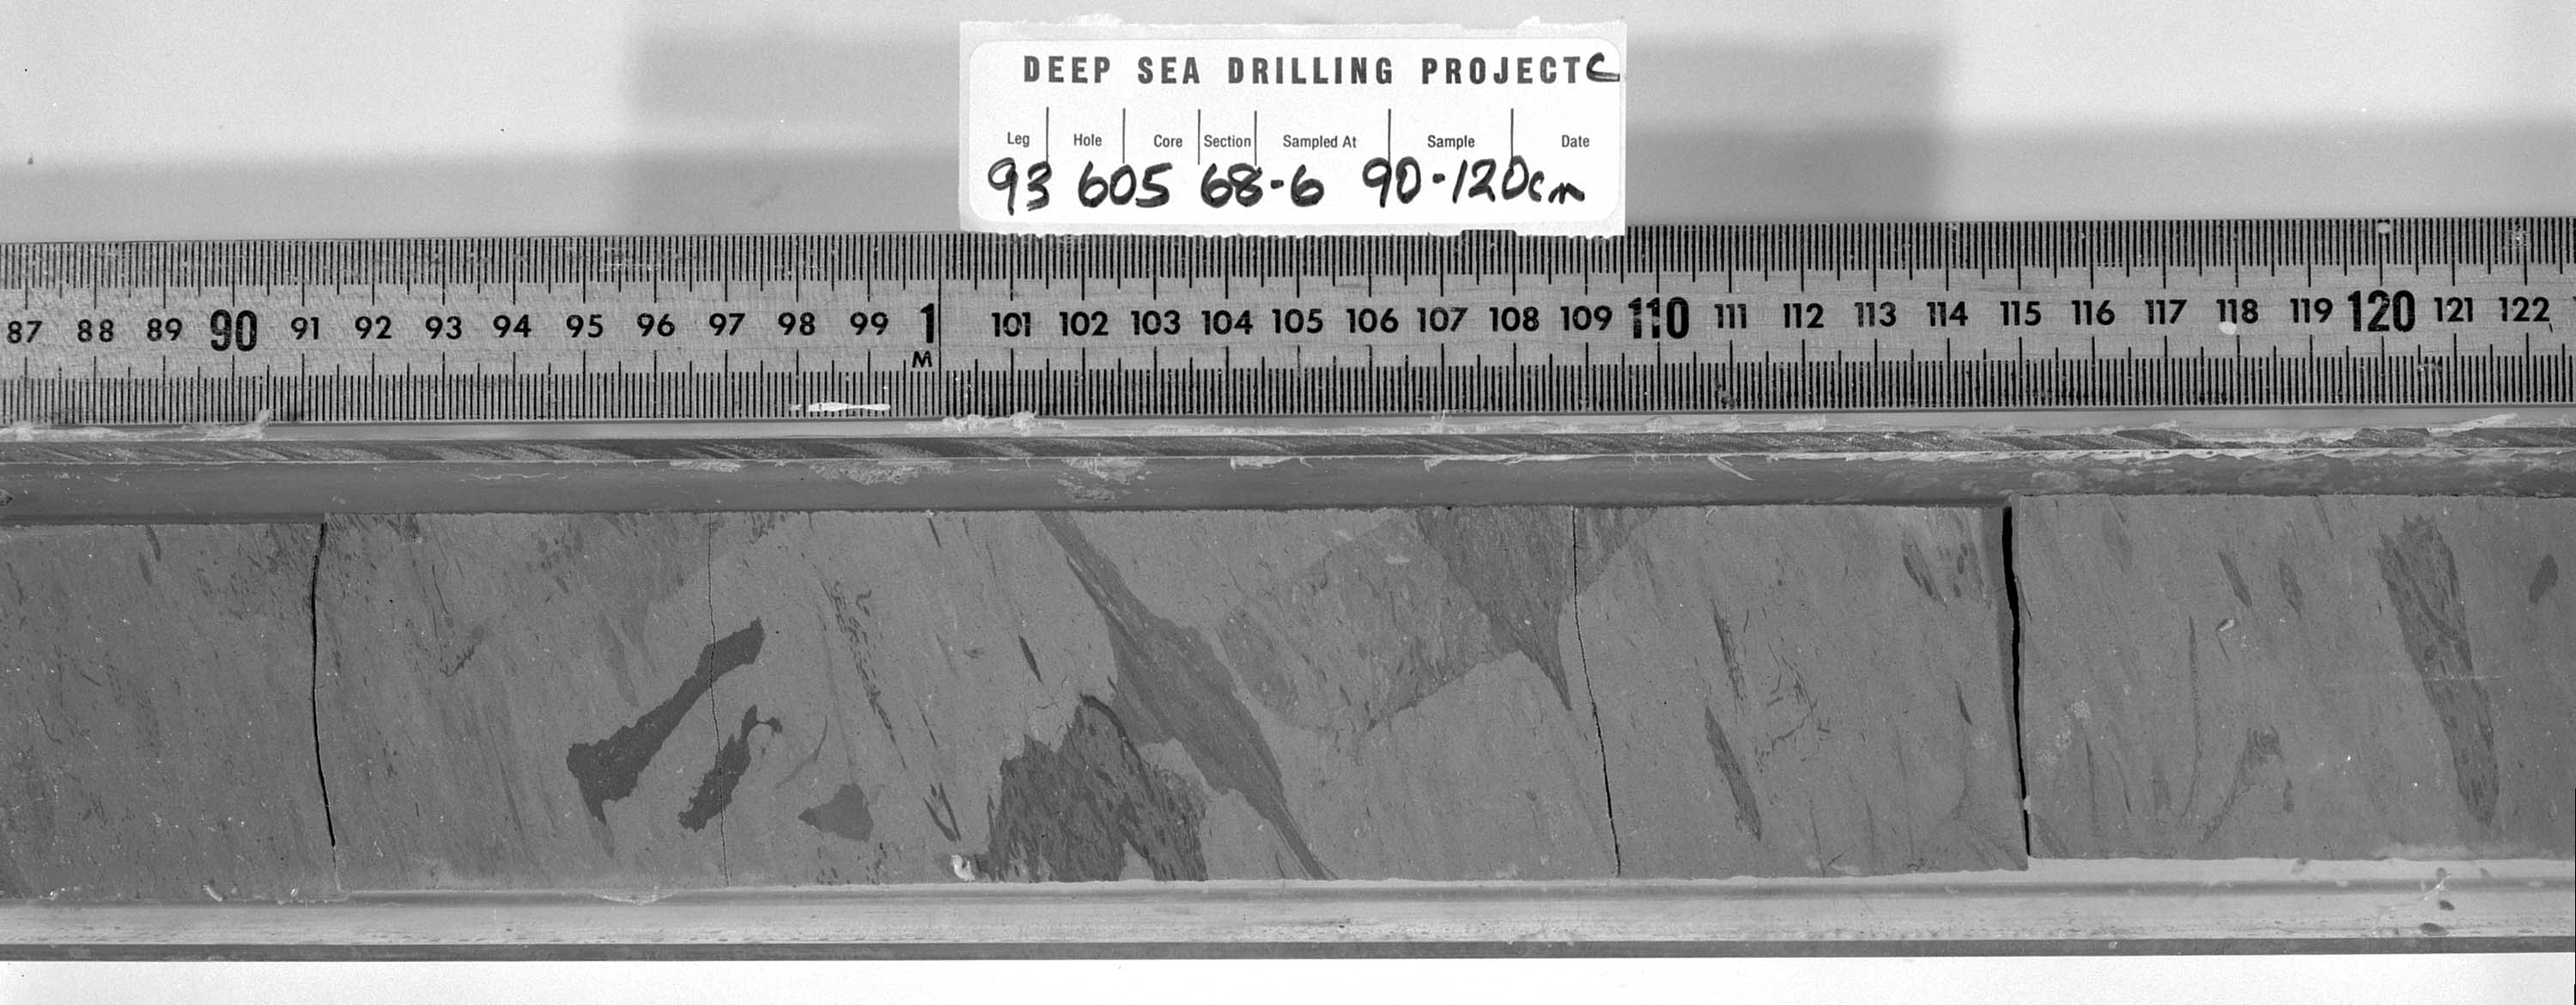 DEEP SEA DRILLING PROJECT C
Leg Hole Core Section Sampled At Sample Date
93 605 68-6 90-120cm
87 88 89 90 91 92 93 94 95 96 97 98 99 1 101 102 103 104 105 106 107 108 109 110 111 112 113 114 115 116 117 118 119 120 121 122
M